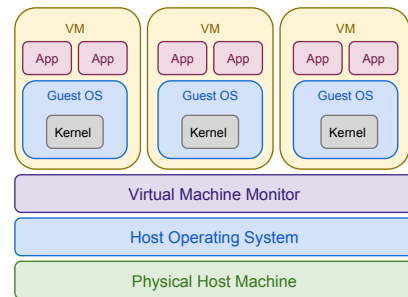 VM VM VM
App App App App App App
Guest OS Guest OS Guest OS
Kernel Kernel Kernel
Virtual Machine Monitor
Host Operating System
Physical Host Machine